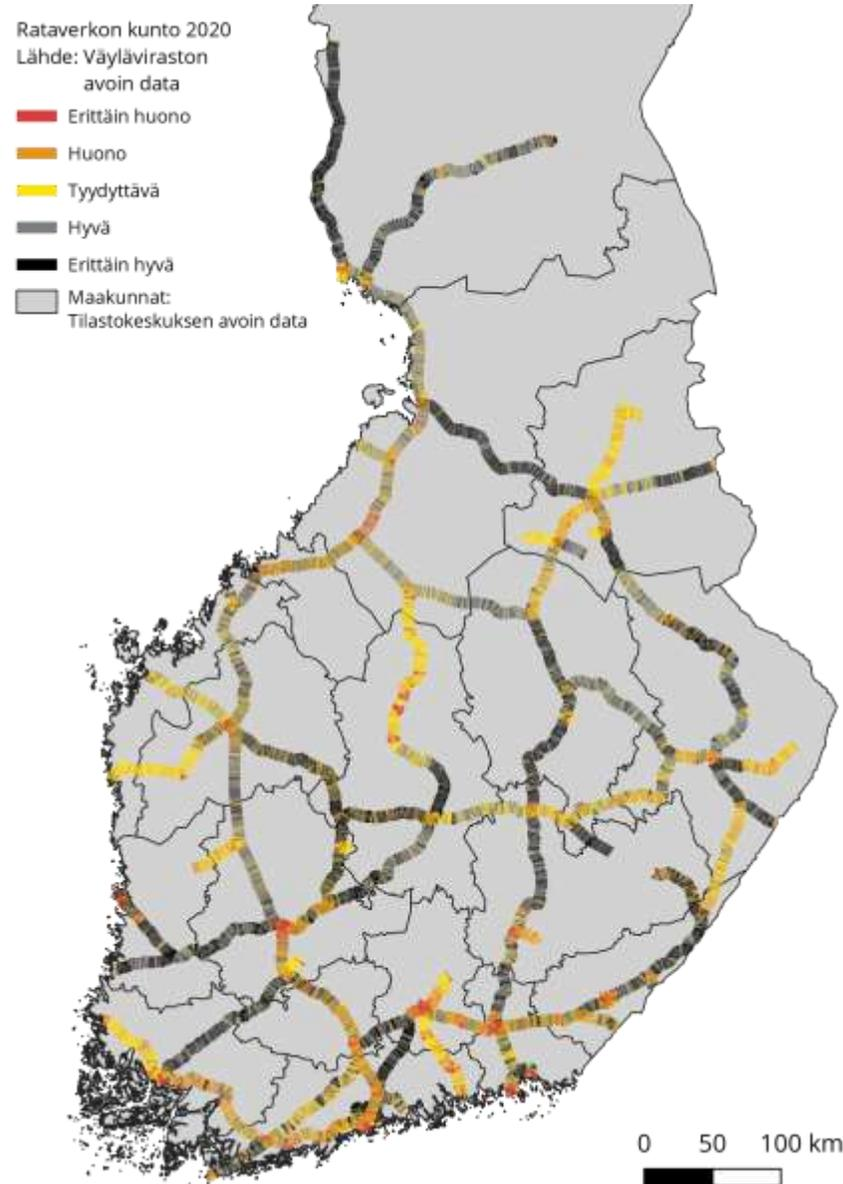 Rataverkon kunto 2020
Lähde: Väyläviraston
avoin data
Erittäin huono
Huono
Tyydyttävä
Hyvä
Erittäin hyvä
Maakunnat:
Tilastokeskuksen avoin data
0 50 100 km